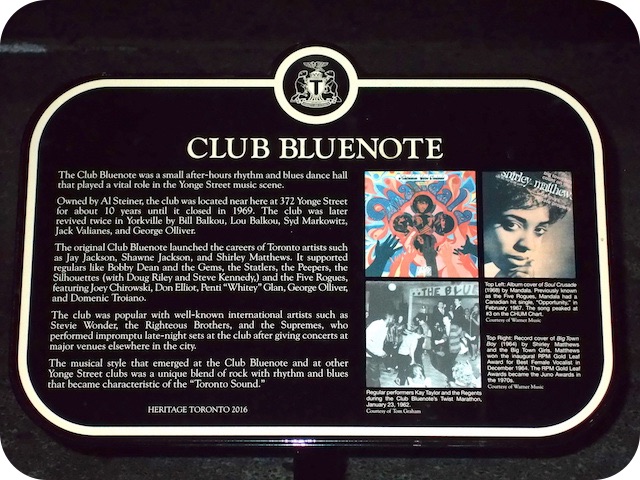 T
CLUB BLUENOTE
The Club Bluenote was a small after-hours rhythm and blues dance hall
that played a vital role in the Yonge Street music scene.
Owned by Al Steiner, the club was located near here at 372 Yonge Street
for about 10 years until it closed in 1969. The club was later
revived twice in Yorkville by Bill Balkou, Lou Balkou, Syd Markowitz,
Jack Valianes, and George Olliver.
The original Club Bluenote launched the careers of Toronto artists such
as Jay Jackson, Shawne Jackson, and Shirley Matthews. It supported
regulars like Bobby Dean and the Gems, the Statlers, the Peepers, the
Silhouettes (with Doug Riley and Steve Kennedy,) and the Five Rogues,
featuring Joey Chirowski, Don Elliot, Penti "Whitey" Glan, George Olliver,
and Domenic Troiano.
The club was popular with well-known international artists such as
Stevie Wonder, the Righteous Brothers, and the Supremes, who
performed impromptu late-night sets at the club after giving concerts at
major venues elsewhere in the city.
The musical style that emerged at the Club Bluenote and at other
Yonge Street clubs was a unique blend of rock with rhythm and blues
that became characteristic of the "Toronto Sound."
HERITAGE TORONTO 2016
shirley matthews
THE BLU
Regular performers Kay Taylor and the Regents
during the Club Bluenote's Twist Marathon,
January 23, 1962.
Courtesy of Tom Graham
Top Left: Album cover of Soul Crusade
(1968) by Mandala. Previously known
as the Five Rogues, Mandala had a
Canadian hit single, "Opportunity," in
February 1967. The song peaked at
#3 on the CHUM Chart.
Courtesy of Warner Music
Top Right: Record cover of Big Town
Boy (1964) by Shirley Matthews
and the Big Town Girls. Matthews
won the inaugural RPM Gold Leaf
Award for Best Female Vocalist in
December 1964. The RPM Gold Leaf
Awards became the Juno Awards in
the 1970s.
Courtesy of Warner Music